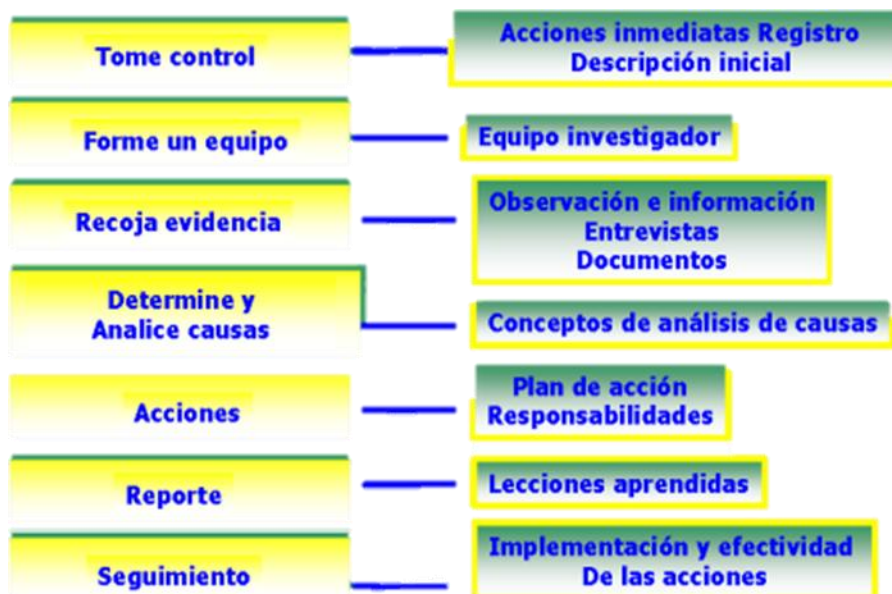 Tome control
Acciones inmediatas Registro
Descripción inicial
Forme un equipo
Equipo investigador
Recoja evidencia
Observación e información
Entrevistas
Documentos
Determine y
Analice causas
Conceptos de análisis de causas
Acciones
Plan de acción
Responsabilidades
Reporte
Lecciones aprendidas
Seguimiento
Implementación y efectividad
De las acciones